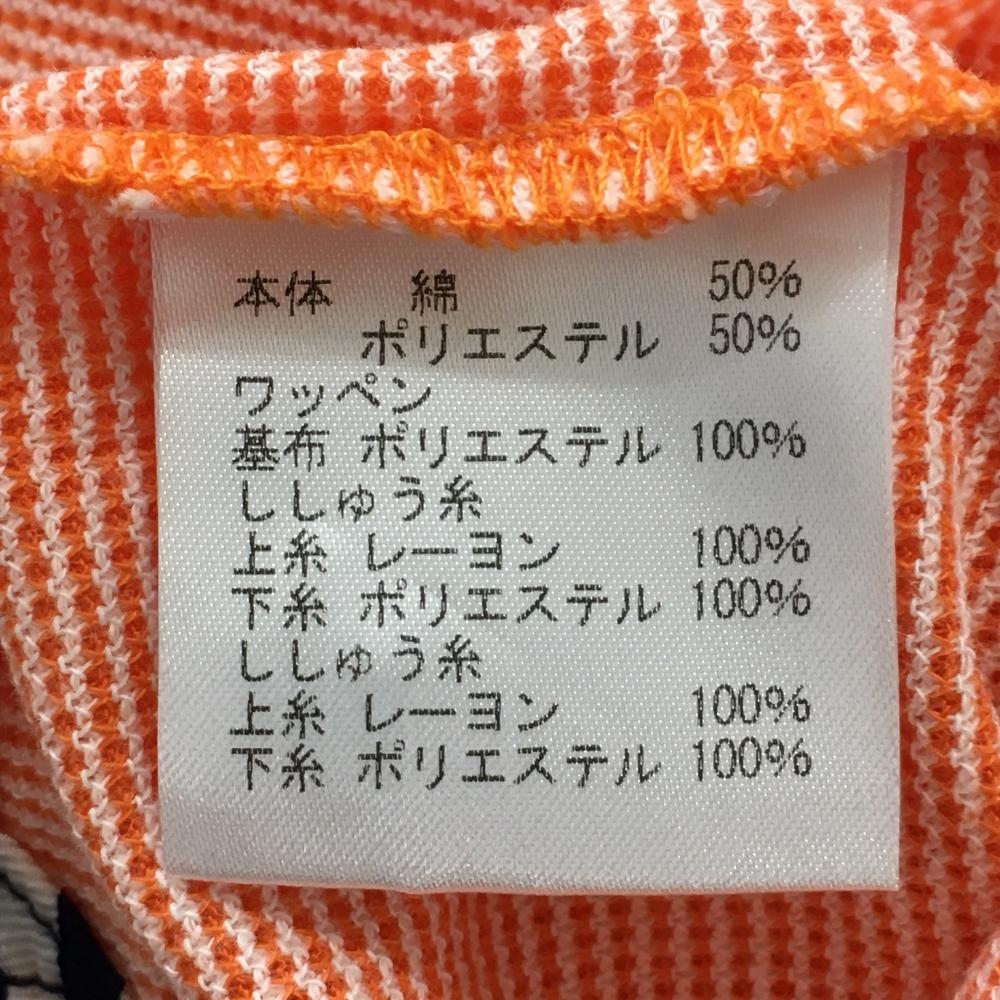 本体 綿 50%
ポリエステル 50%
ワッペン
基布 ポリエステル 100%
ししゅう糸
上糸 レーヨン 100%
下糸 ポリエステル 100%
ししゅう糸
上糸 レーヨン 100%
下糸 ポリエステル 100%